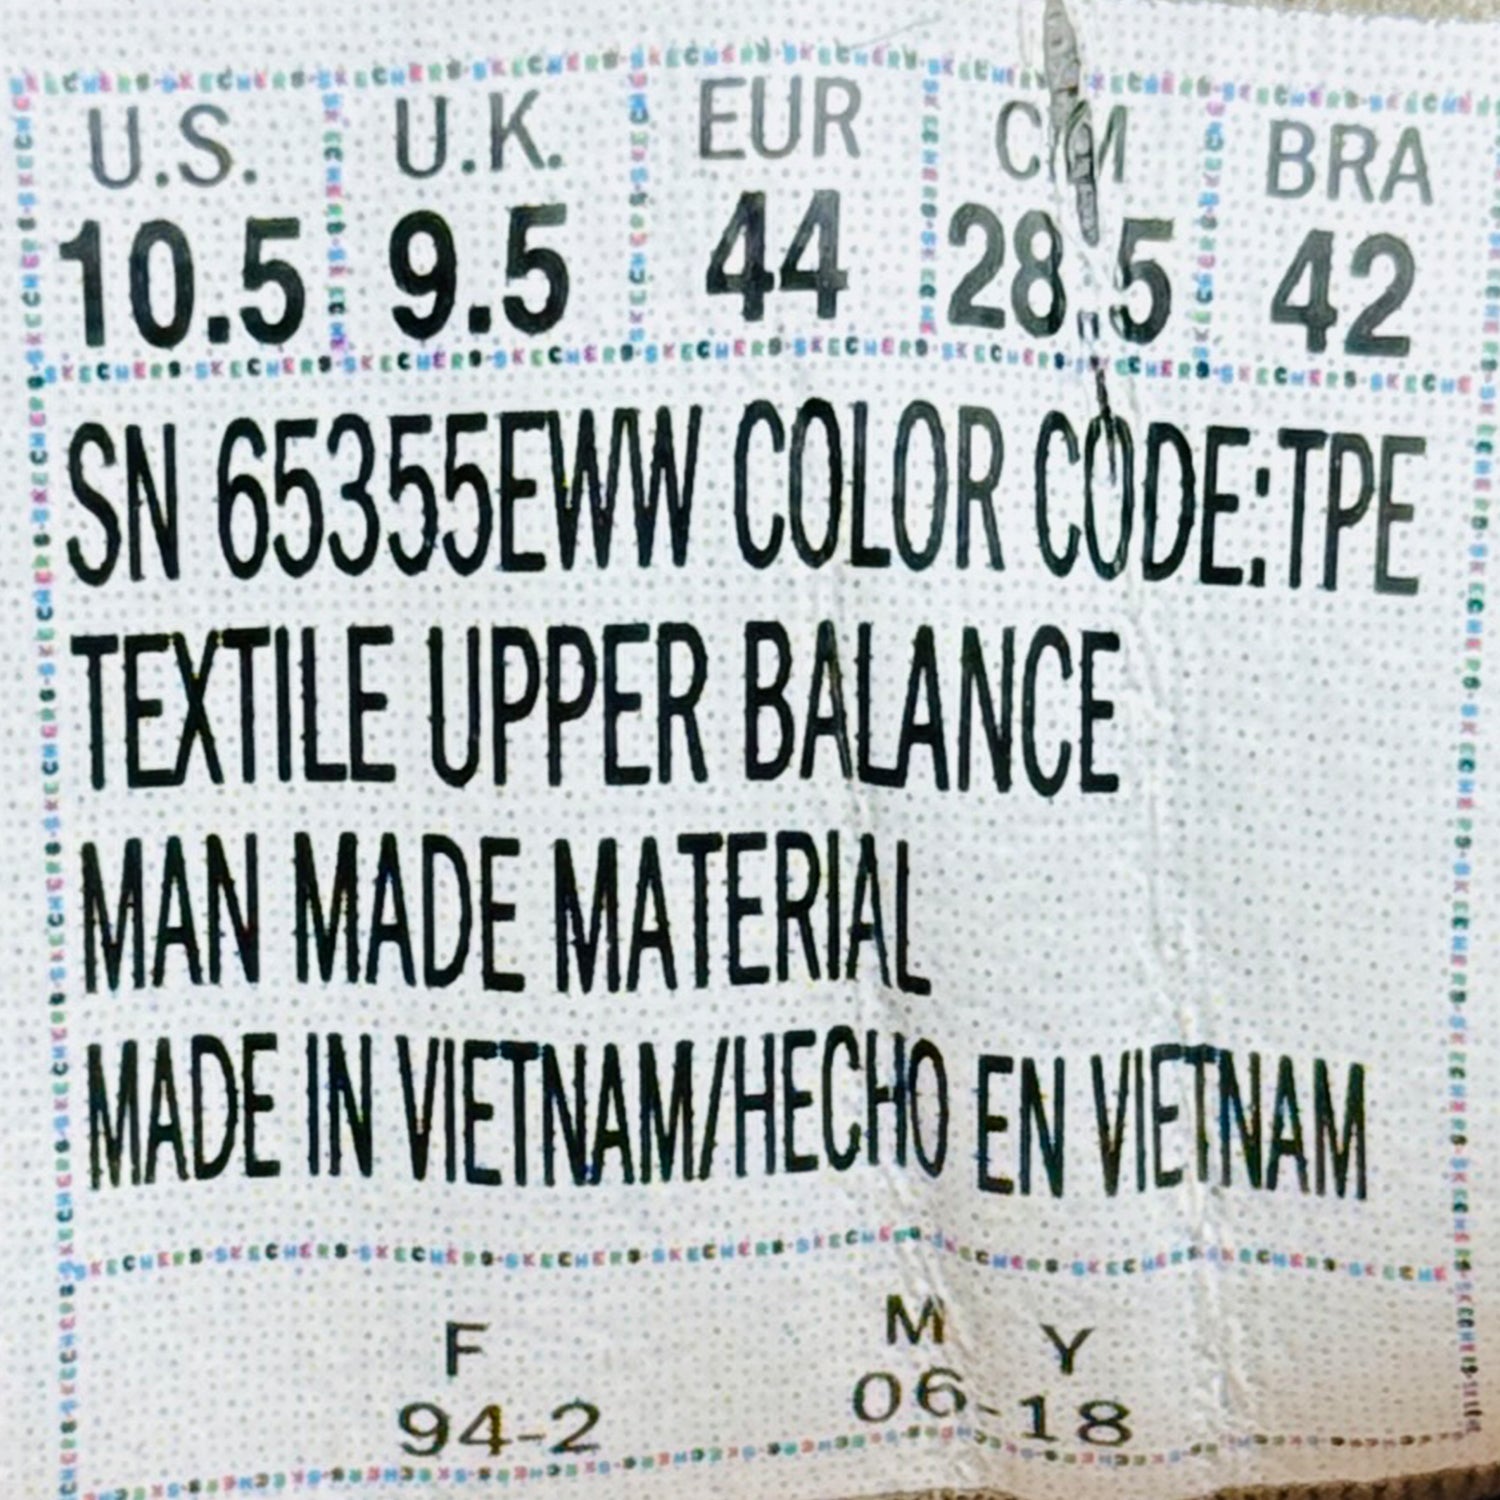 U.S. U.K. EUR CM BRA
10.5 9.5 44 28.5 42
SN 65355EWW COLOR CODE:TPE
TEXTILE UPPER BALANCE
MAN MADE MATERIAL
MADE IN VIETNAM/HECHO EN VIETNAM
F M Y
94-2 06-18